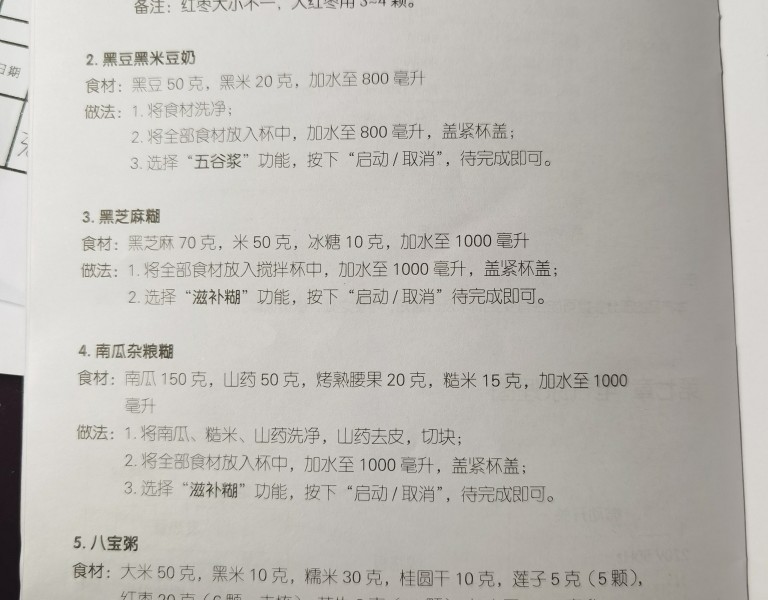 备注：红枣大小不一，大红枣用 3~4 颗。
日期
2. 黑豆黑米豆奶
食材：黑豆 50 克，黑米 20 克，加水至 800 毫升
做法：1. 将食材洗净；
2. 将全部食材放入杯中，加水至 800 毫升，盖紧杯盖；
3. 选择“五谷浆”功能，按下“启动 / 取消”，待完成即可。
3. 黑芝麻糊
食材：黑芝麻 70 克，米 50 克，冰糖 10 克，加水至 1000 毫升
做法：1. 将全部食材放入搅拌杯中，加水至 1000 毫升，盖紧杯盖；
2. 选择“滋补糊”功能，按下“启动 / 取消”待完成即可。
4. 南瓜杂粮糊
食材：南瓜 150 克，山药 50 克，烤熟腰果 20 克，糙米 15 克，加水至 1000
毫升
做法：1. 将南瓜、糙米、山药洗净，山药去皮，切块；
2. 将全部食材放入杯中，加水至 1000 毫升，盖紧杯盖；
3. 选择“滋补糊”功能，按下“启动 / 取消”，待完成即可。
5. 八宝粥
食材：大米 50 克，黑米 10 克，糯米 30 克，桂圆干 10 克，莲子 5 克（5 颗），